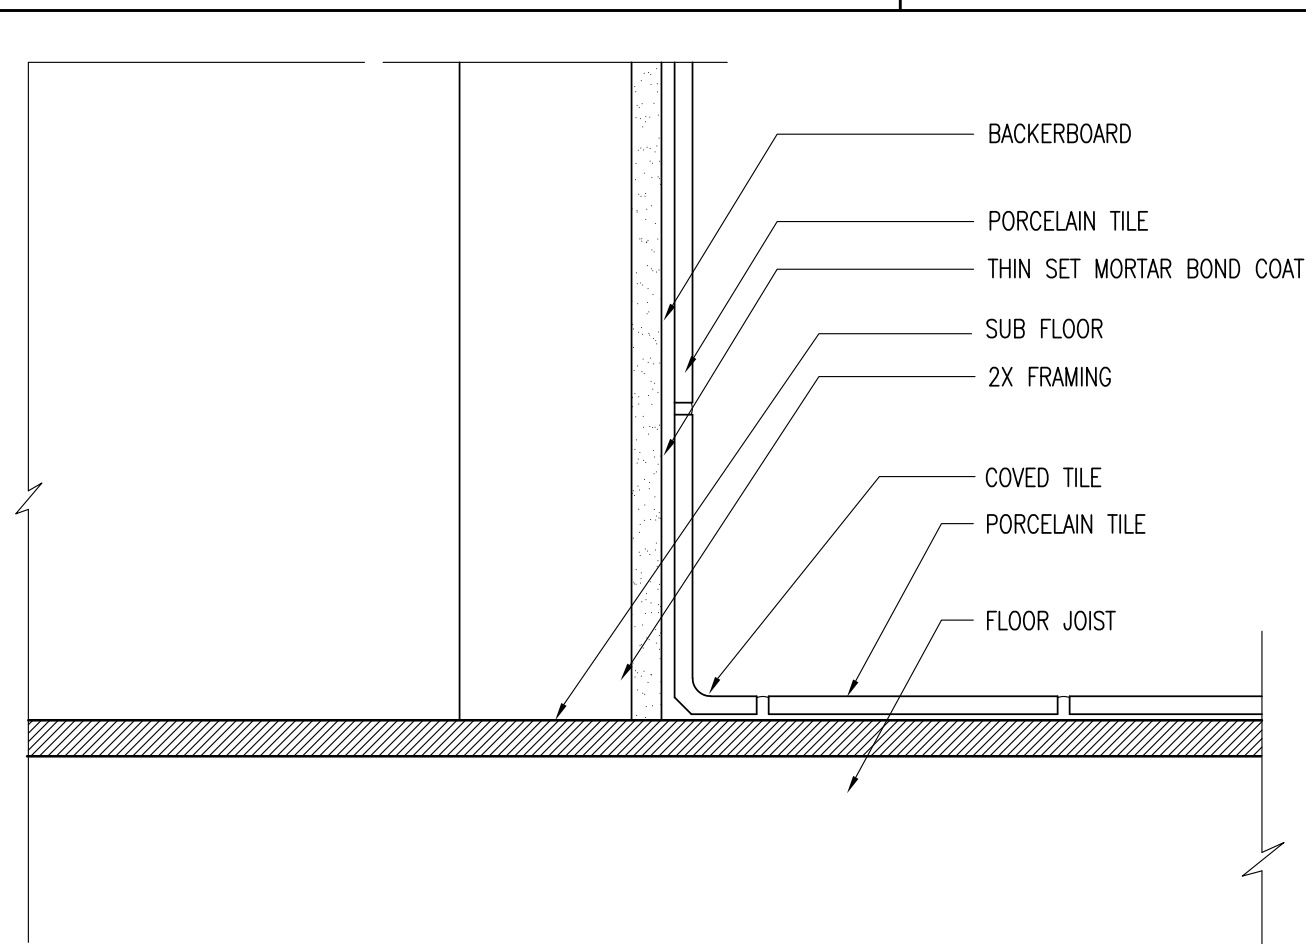 BACKERBOARD
PORCELAIN TILE
THIN SET MORTAR BOND COAT
SUB FLOOR
2X FRAMING
COVED TILE
PORCELAIN TILE
FLOOR JOIST